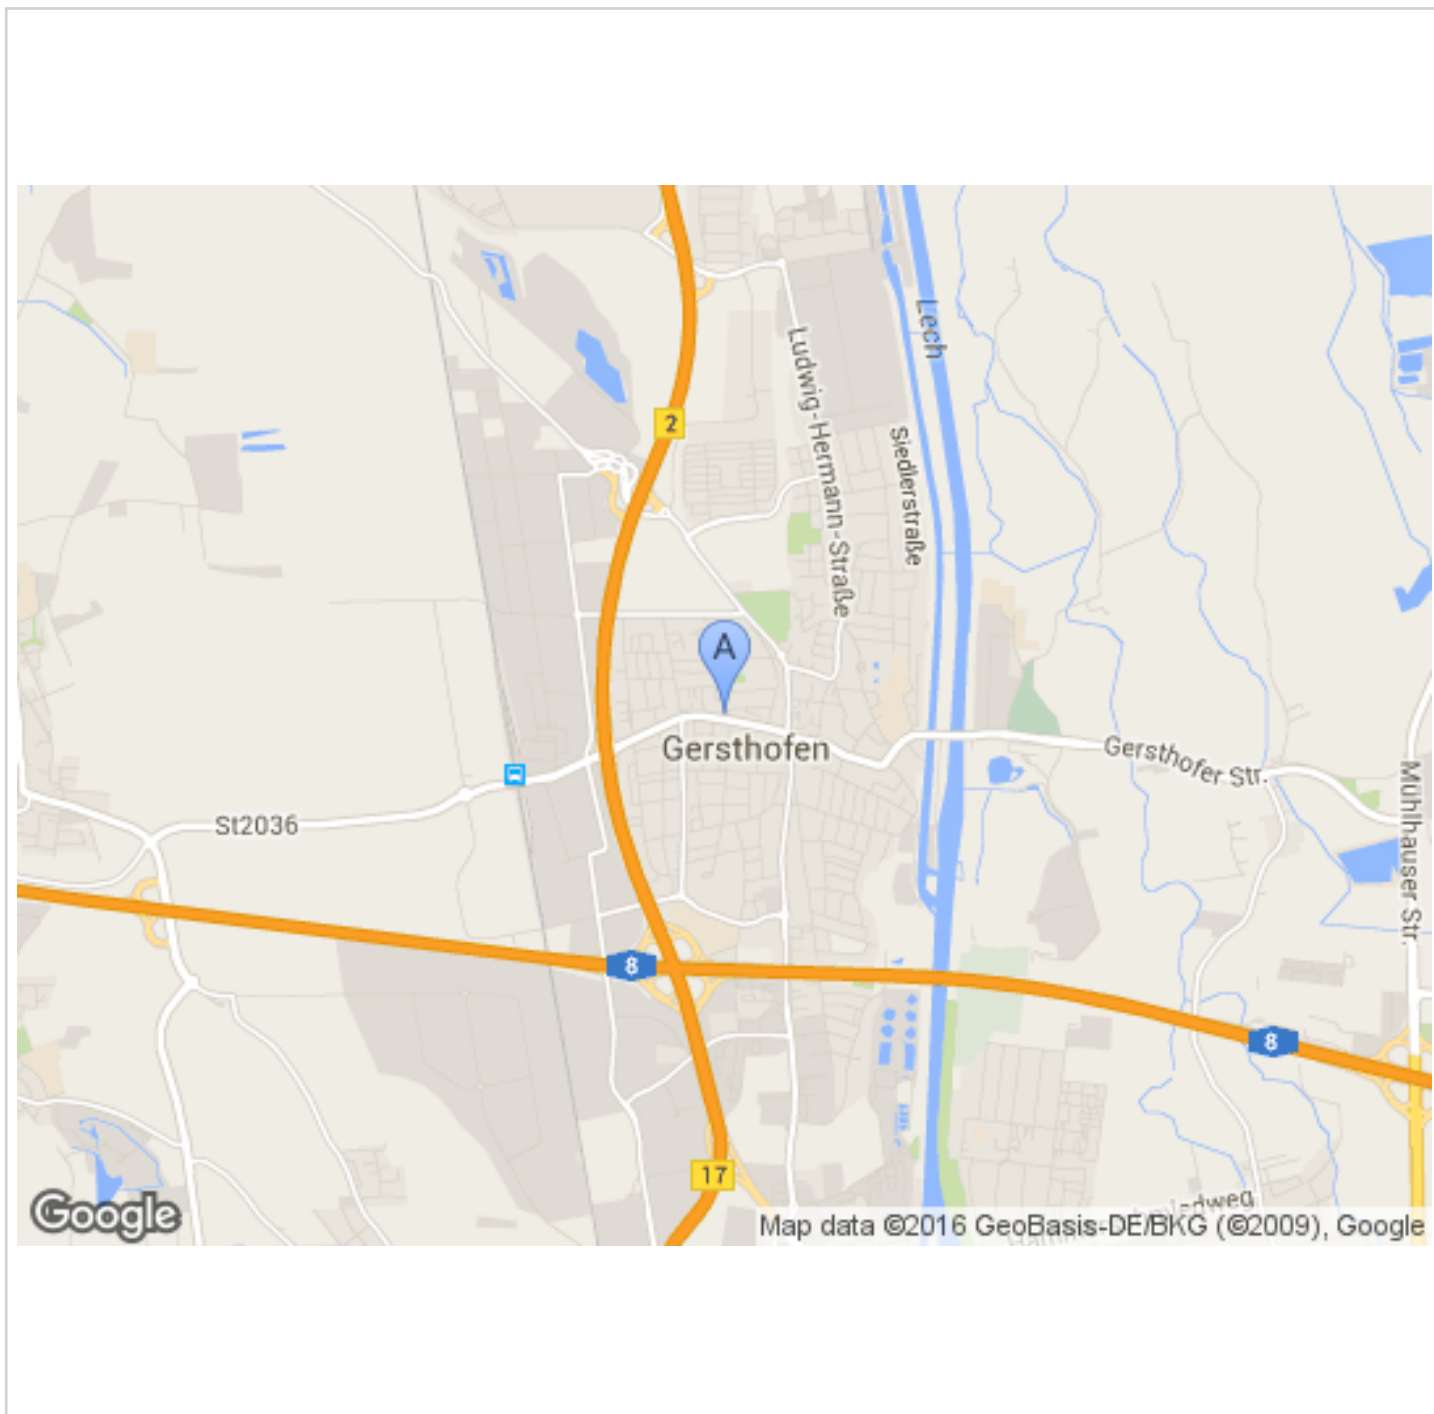 Lech
Ludwig-Hermann-Straße
2
Siedlerstraße
A
Gersthofen
Gersthofer Str.
St2036
Mühlhauser Str.
8
8
17
Google
Map data ©2016 GeoBasis-DE/BKG (©2009), Google